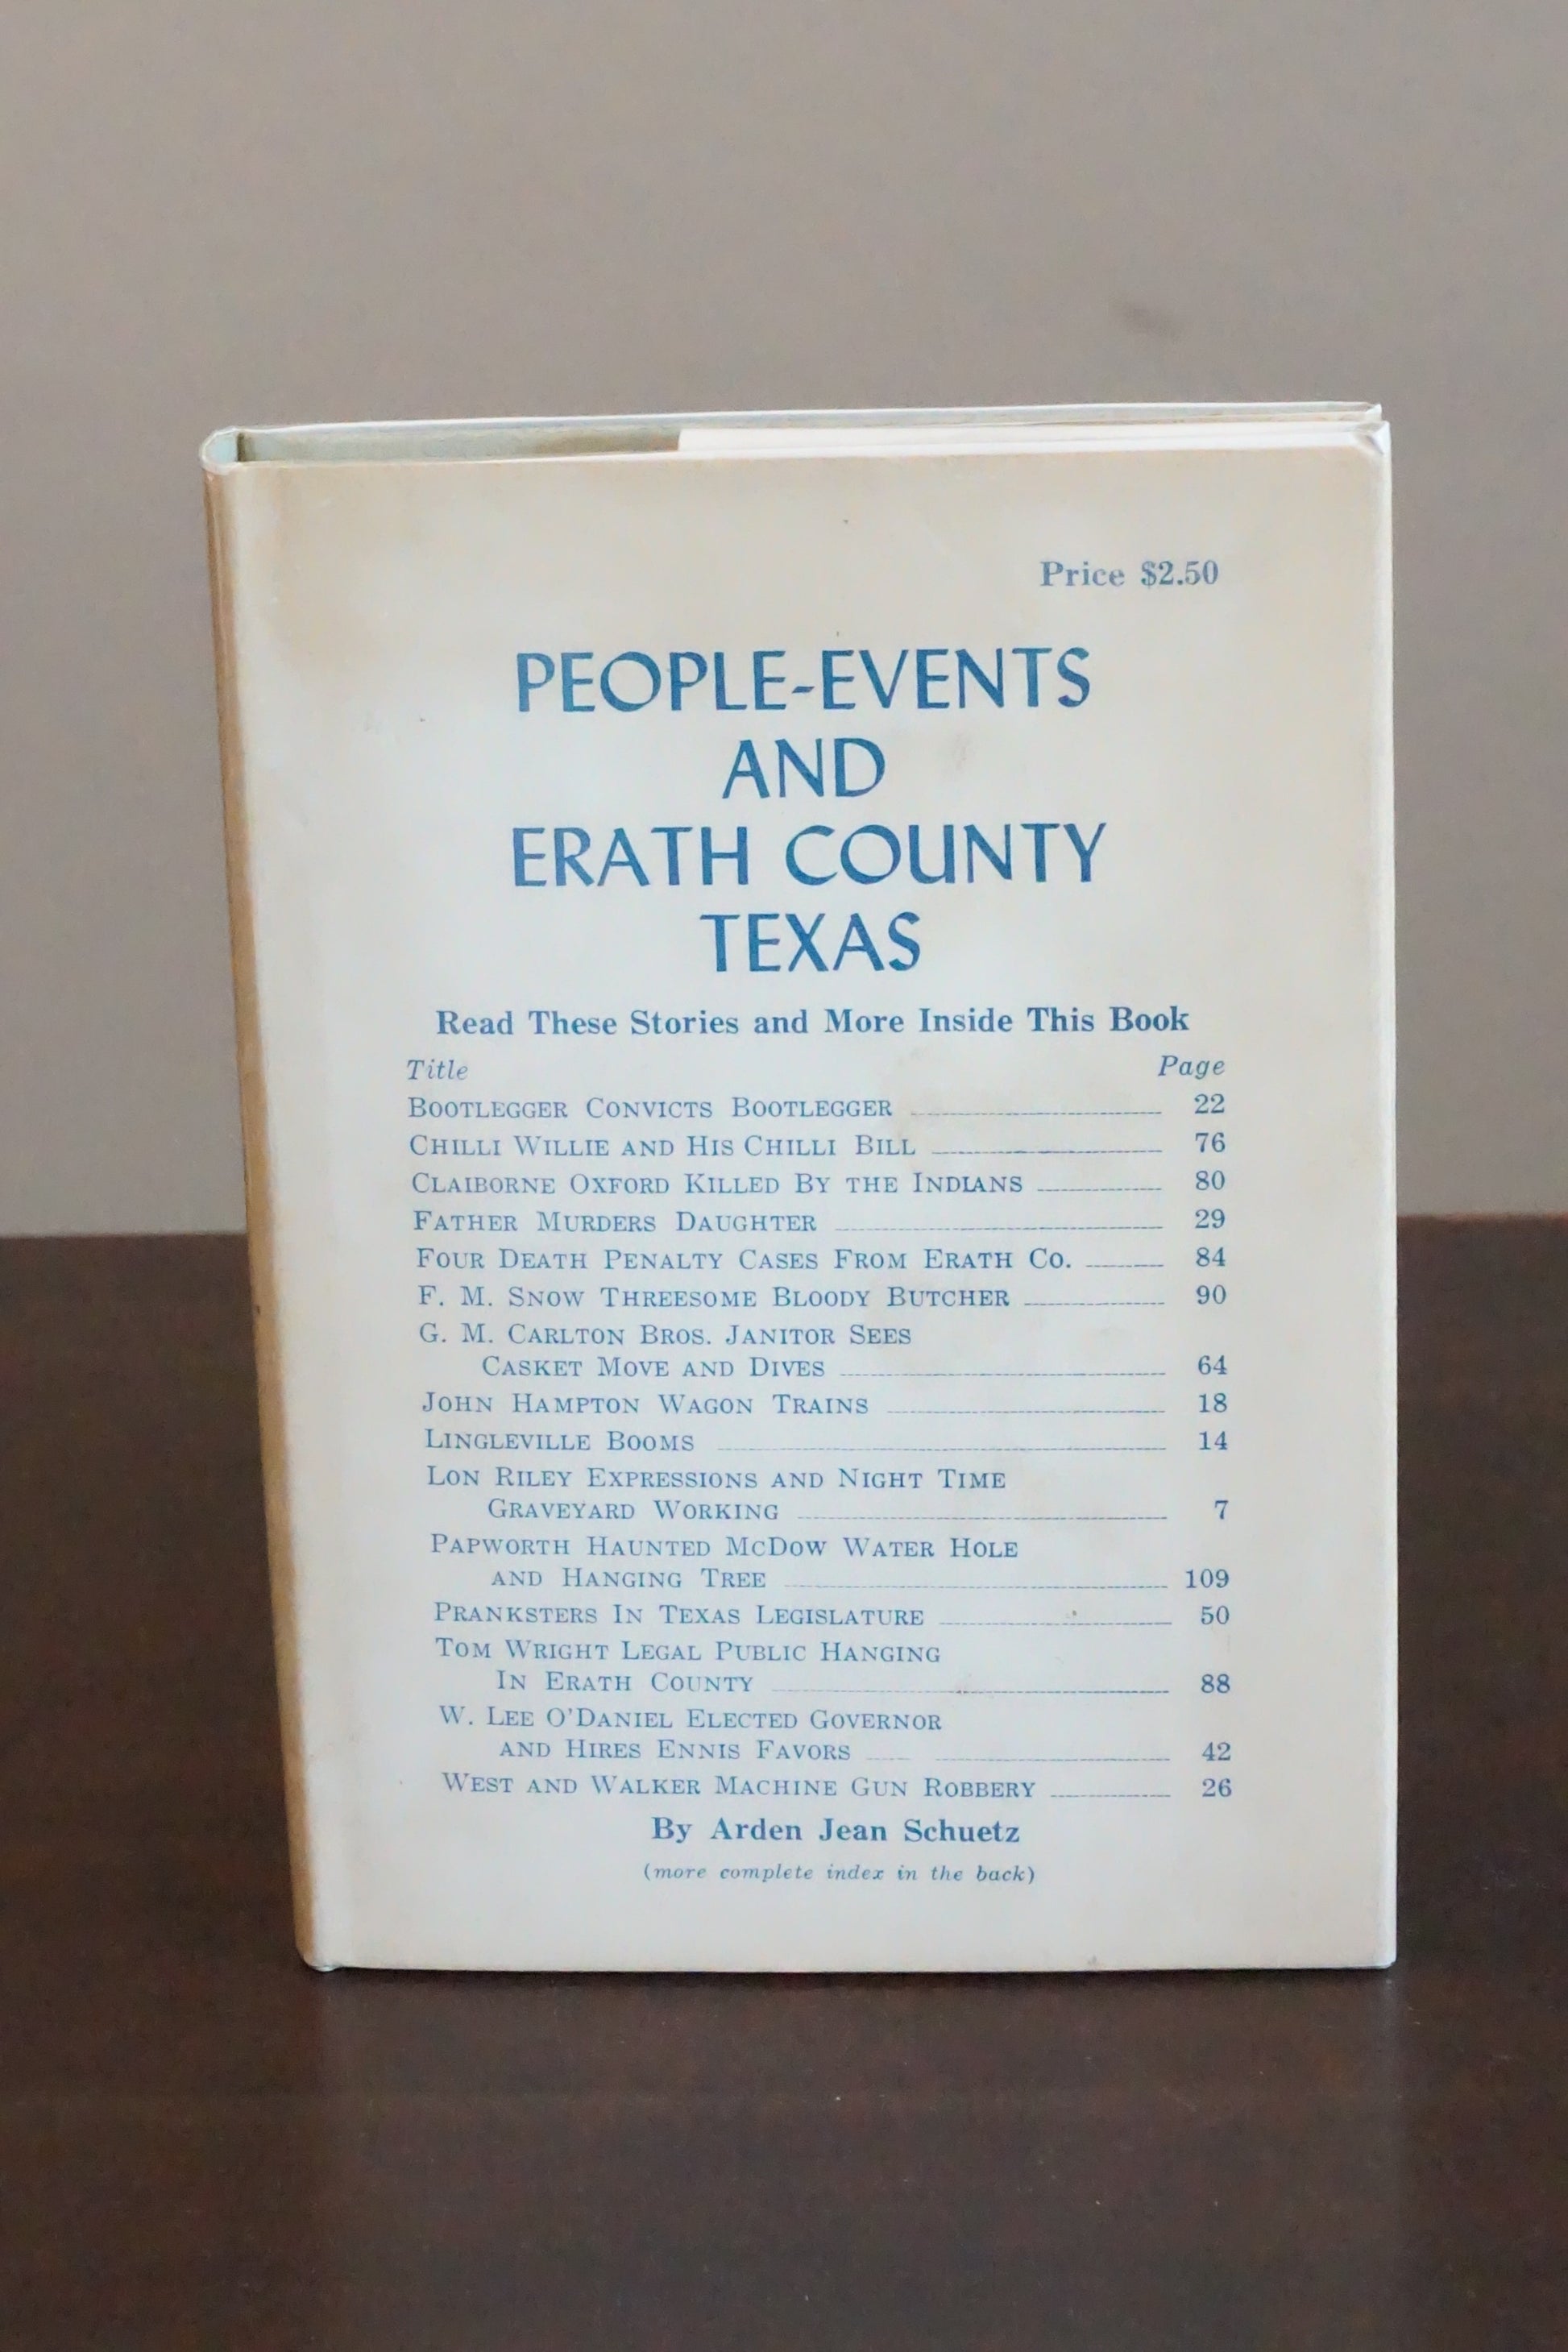 Price $2.50
PEOPLE-EVENTS
AND
ERATH COUNTY
TEXAS
Read These Stories and More Inside This Book
Title Page
BOOTLEGGER CONVICTS BOOTLEGGER 22
CHILLI WILLIE AND HIS CHILLI BILL 76
CLAIBORNE OXFORD KILLED BY THE INDIANS 80
FATHER MURDERS DAUGHTER 29
FOUR DEATH PENALTY CASES FROM ERATH CO. 84
F. M. SNOW THREESOME BLOODY BUTCHER 90
G. M. CARLTON BROS. JANITOR SEES
CASKET MOVE AND DIVES 64
JOHN HAMPTON WAGON TRAINS 18
LINGLEVILLE BOOMS 14
LON RILEY EXPRESSIONS AND NIGHT TIME
GRAVEYARD WORKING 7
PAPWORTH HAUNTED MCDOW WATER HOLE
AND HANGING TREE 109
PRANKSTERS IN TEXAS LEGISLATURE 50
TOM WRIGHT LEGAL PUBLIC HANGING
IN ERATH COUNTY 88
W. LEE O'DANIEL ELECTED GOVERNOR
AND HIRES ENNIS FAVORS 42
WEST AND WALKER MACHINE GUN ROBBERY 26
By Arden Jean Schuetz
(more complete index in the back)